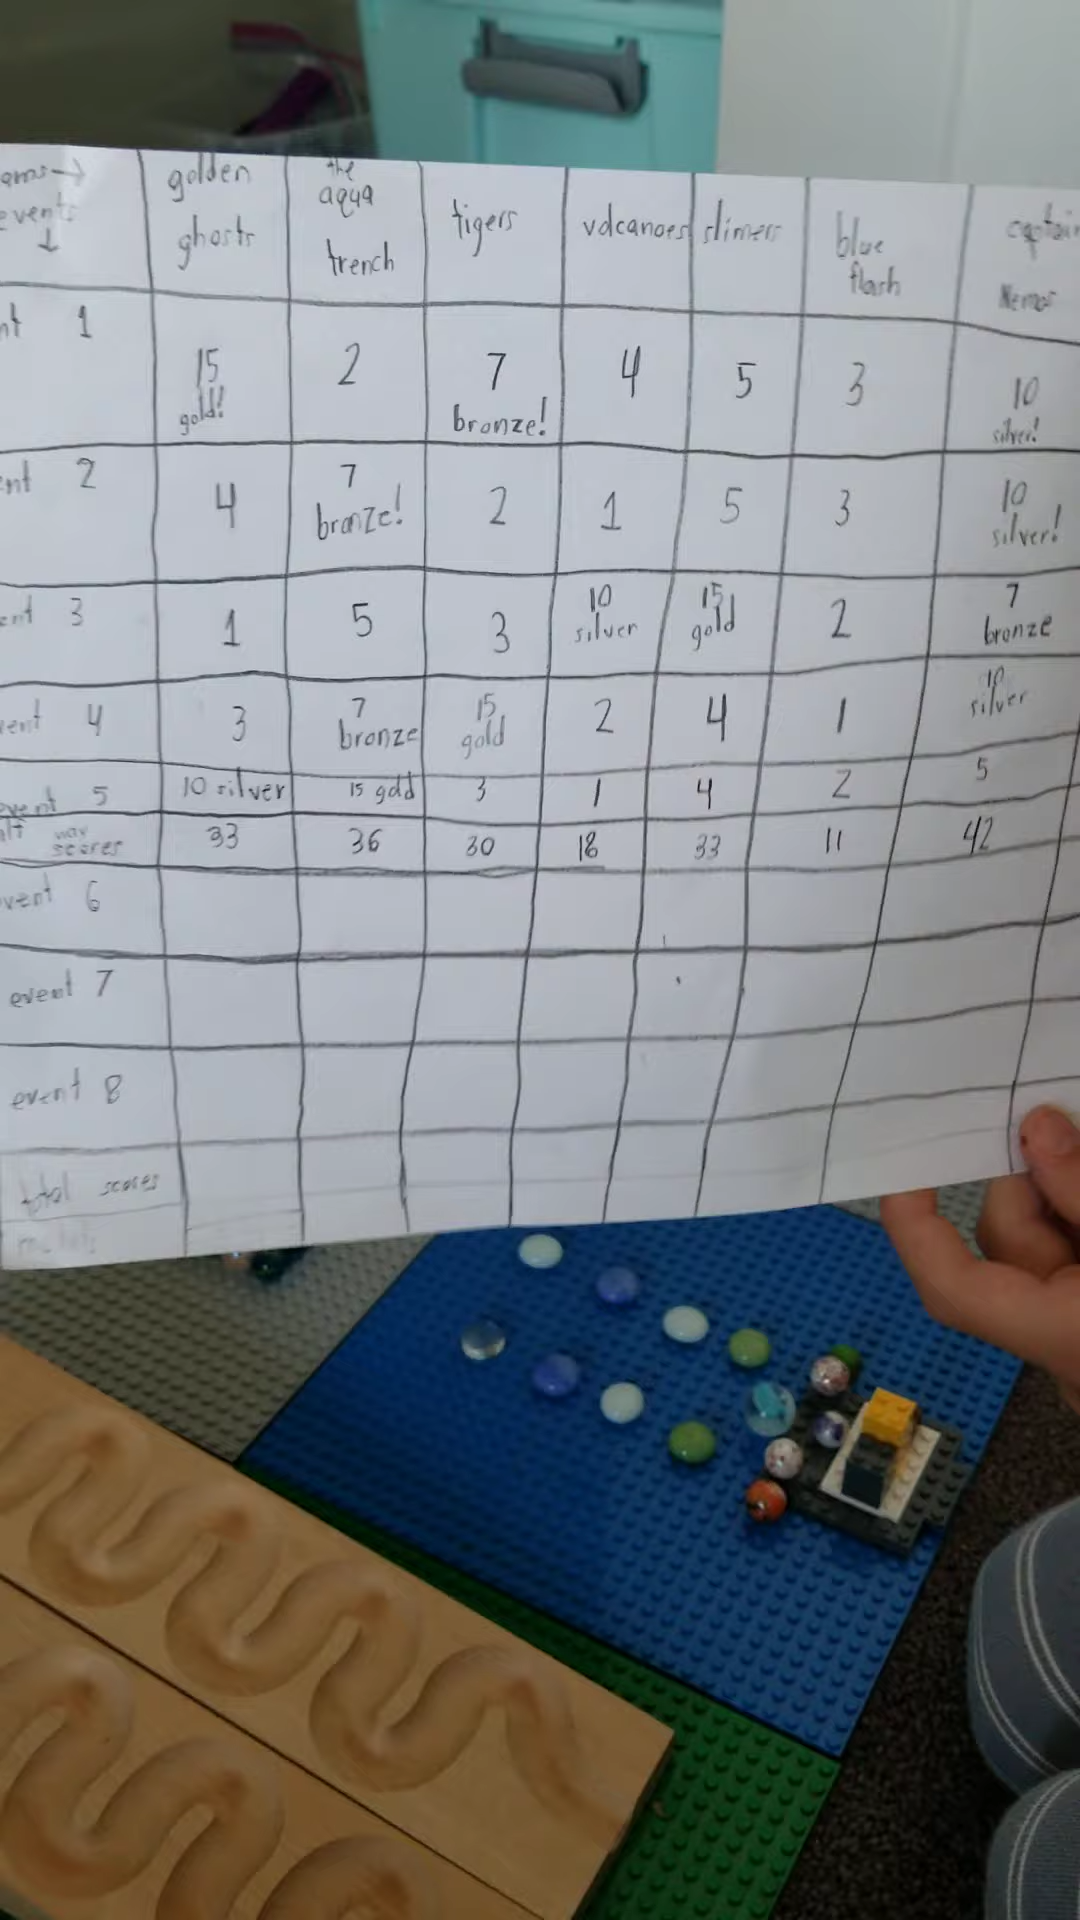 golden
ghosts
the
aqua
trench
tigers
volcanoes
slimers
blue
flash
events
1
15
gold!
2
7
bronze!
4
5
3
10
silver!
2
4
7
bronze!
2
1
5
3
10
silver!
3
1
5
3
10
silver
15
gold
2
7
bronze
4
3
7
bronze
15
gold
2
4
1
10
silver
event 5
10 silver
15 gold
3
1
4
2
5
way
scores
33
36
30
18
33
11
42
6
event 7
event 8
total scores